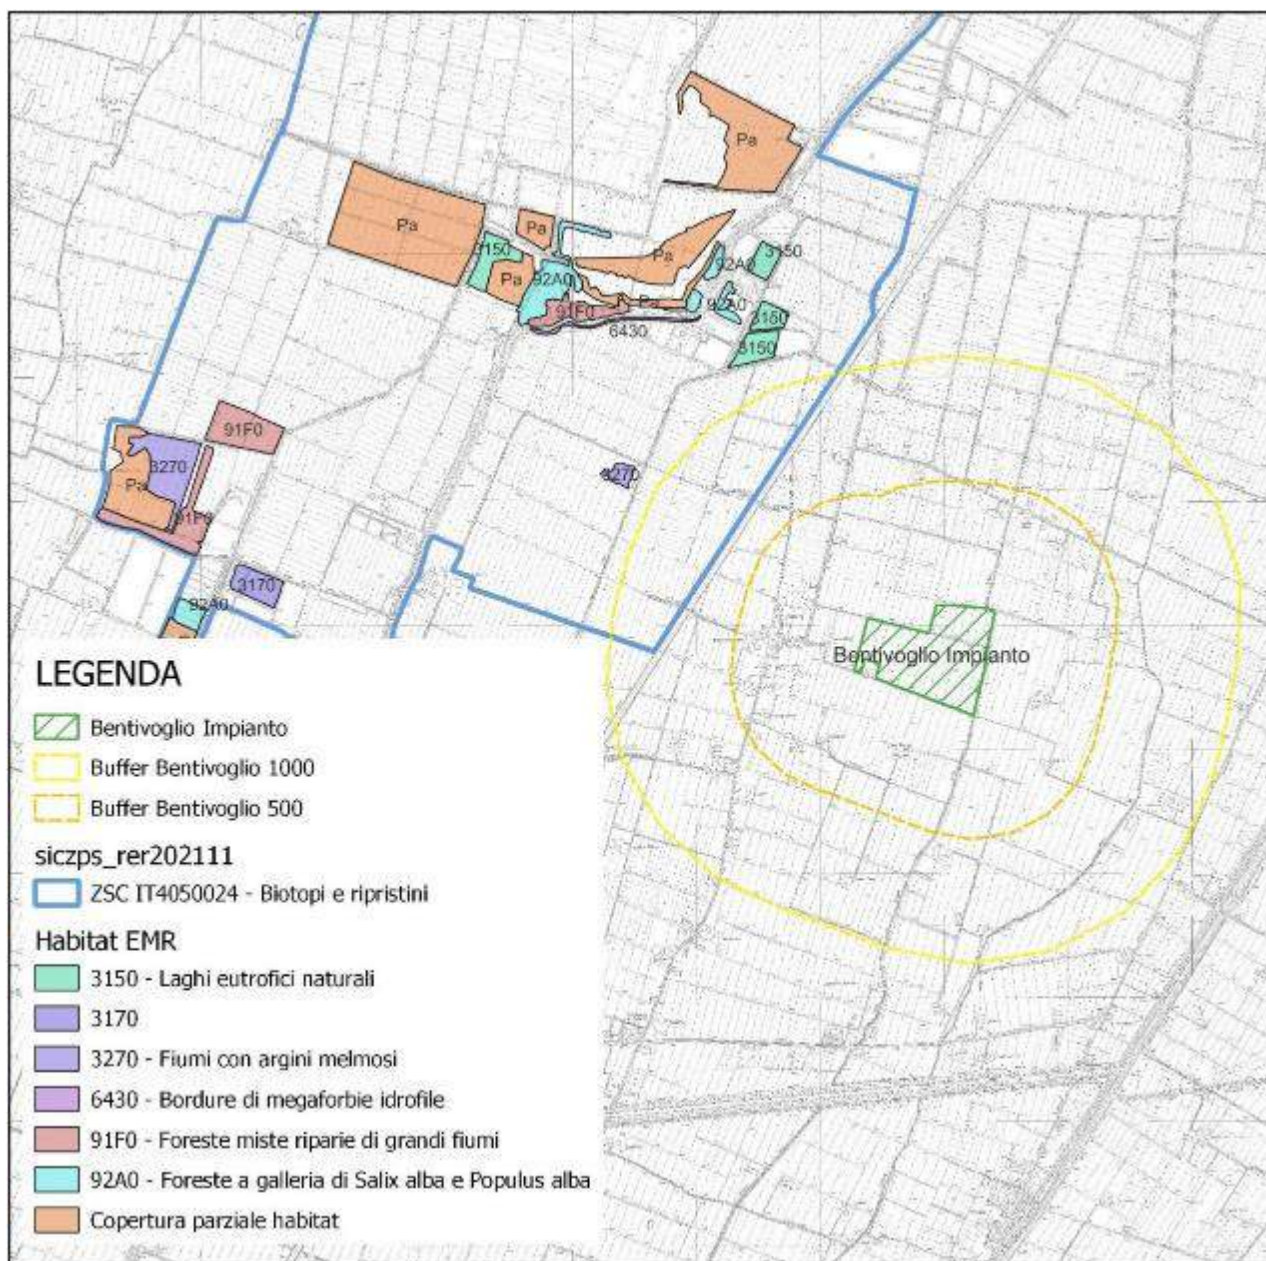 Pa
Pa
Pa
3150
Pa
92A0
Pa
92A0
3150
92A0
91F0
Pa
3150
6430
3150
91F0
3270
Pa
91F0
3270
3170
92A0
Bentivoglio Impianto
LEGENDA
Bentivoglio Impianto
Buffer Bentivoglio 1000
Buffer Bentivoglio 500
siczps_rer202111
ZSC IT4050024 - Biotopi e ripristini
Habitat EMR
3150 - Laghi eutrofici naturali
3170
3270 - Fiumi con argini melmosi
6430 - Bordure di megaforbie idrofile
91F0 - Foreste miste riparie di grandi fiumi
92A0 - Foreste a galleria di Salix alba e Populus alba
Copertura parziale habitat